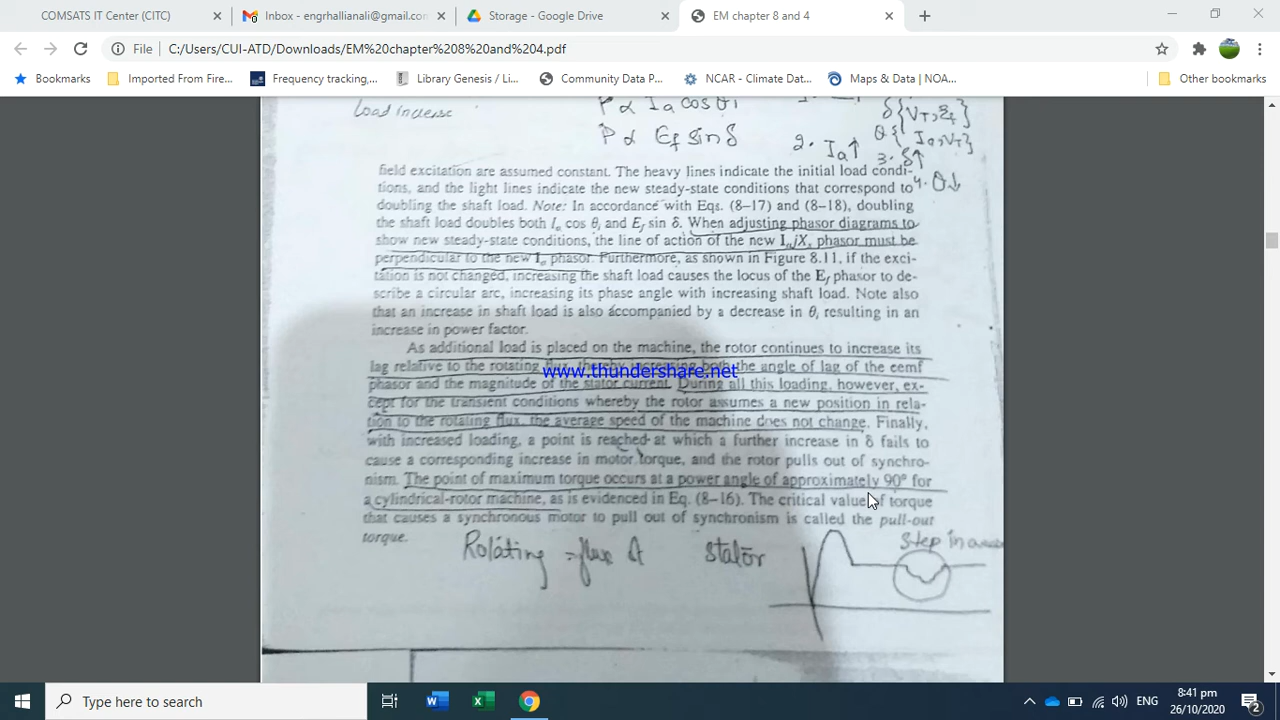 COMSATS IT Center (CITC)
Inbox - engrhallianali@gmail.com
Storage - Google Drive
EM chapter 8 and 4
File
C:/Users/CUI-ATD/Downloads/EM%20chapter%208%20and%204.pdf
Bookmarks
Imported From Fire...
Frequency tracking,...
Library Genesis / Li...
Community Data P...
NCAR - Climate Dat...
Maps & Data | NOA...
Other bookmarks
Load increase
P ∝ Ia cosθi
P ∝ Ef sin δ
δ{VT, Ef}
θ{Ia, VT}
2. Ia↑
3. δ↑
4. θ↓
field excitation are assumed constant. The heavy lines indicate the initial load condi-
tions, and the light lines indicate the new steady-state conditions that correspond to
doubling the shaft load. Note: In accordance with Eqs. (8–17) and (8–18), doubling
the shaft load doubles both Ia cos θi and Ef sin δ. When adjusting phasor diagrams to
show new steady-state conditions, the line of action of the new IajXs phasor must be
perpendicular to the new Ia phasor. Furthermore, as shown in Figure 8.11, if the exci-
tation is not changed, increasing the shaft load causes the locus of the Ef phasor to de-
scribe a circular arc, increasing its phase angle with increasing shaft load. Note also
that an increase in shaft load is also accompanied by a decrease in θi resulting in an
increase in power factor.
As additional load is placed on the machine, the rotor continues to increase its
lag relative to the rotating flux, thereby increasing both the angle of lag of the cemf
www.thundershare.net
phasor and the magnitude of the stator current. During all this loading, however, ex-
cept for the transient conditions whereby the rotor assumes a new position in rela-
tion to the rotating flux, the average speed of the machine does not change. Finally,
with increased loading, a point is reached at which a further increase in δ fails to
cause a corresponding increase in motor torque, and the rotor pulls out of synchro-
nism. The point of maximum torque occurs at a power angle of approximately 90° for
a cylindrical-rotor machine, as is evidenced in Eq. (8–16). The critical value of torque
that causes a synchronous motor to pull out of synchronism is called the pull-out
torque.
Rotating flux stator
Step
Type here to search
ENG
8:41 pm
26/10/2020
2